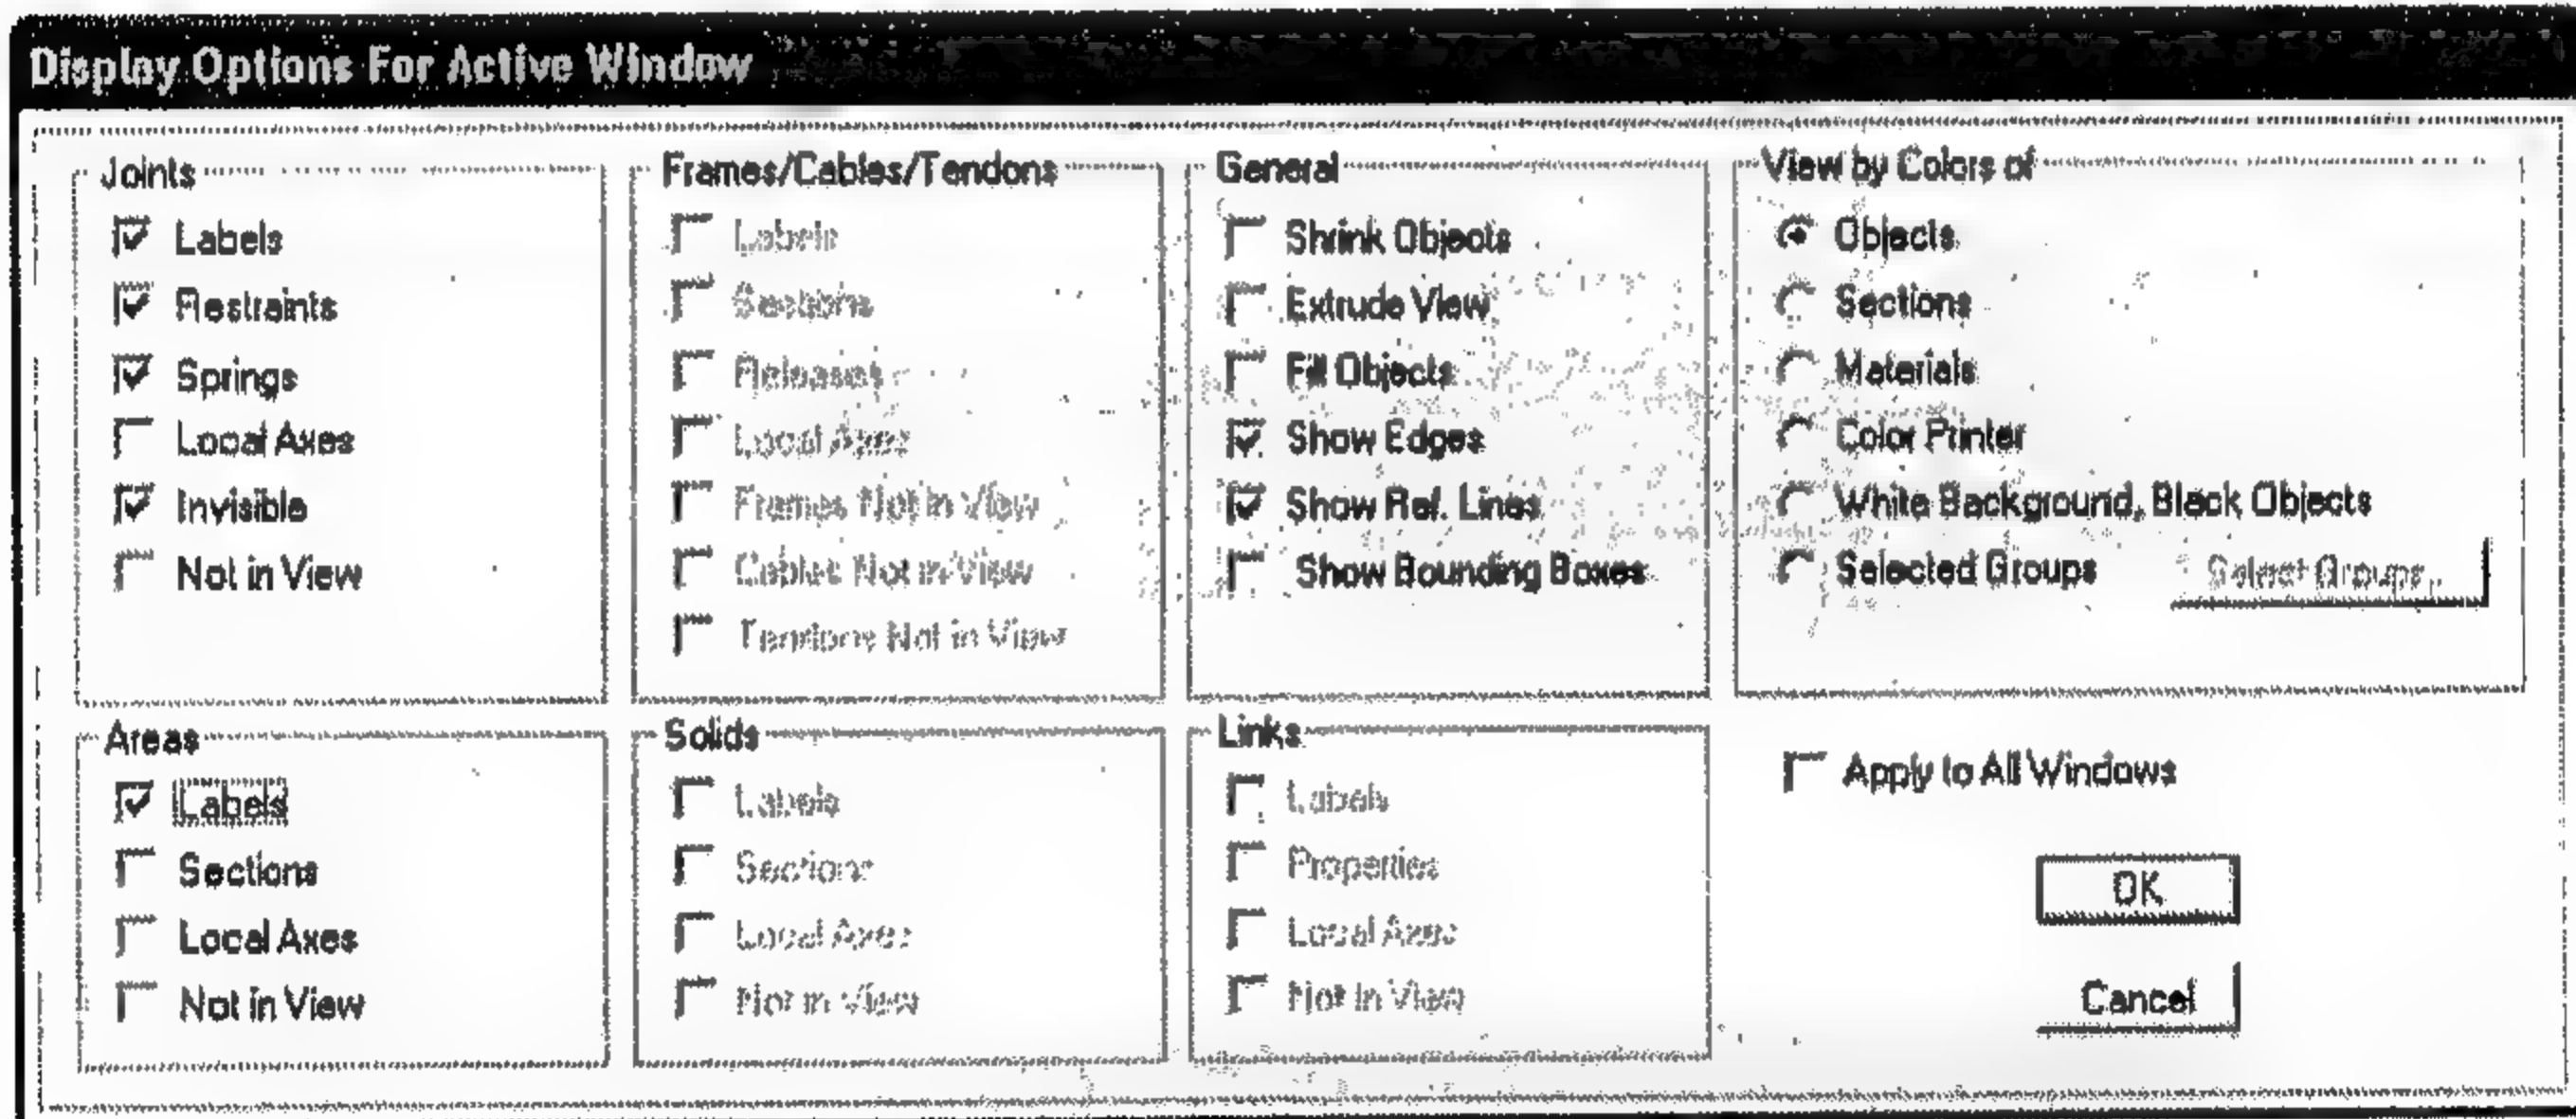 Display Options For Active Window
Joints
Labels
Restraints
Springs
Local Axes
Invisible
Not in View
Frames/Cables/Tendons
Labels
Sections
Releases
Local Axes
Frames Not in View
Cables Not in View
Tendons Not in View
General
Shrink Objects
Extrude View
Fill Objects
Show Edges
Show Ref. Lines
Show Bounding Boxes
View by Colors of
Objects
Sections
Materials
Color Printer
White Background, Black Objects
Selected Groups
Select Groups...
Areas
Labels
Sections
Local Axes
Not in View
Solids
Labels
Sections
Local Axes
Not in View
Links
Labels
Properties
Local Axes
Not in View
Apply to All Windows
OK
Cancel